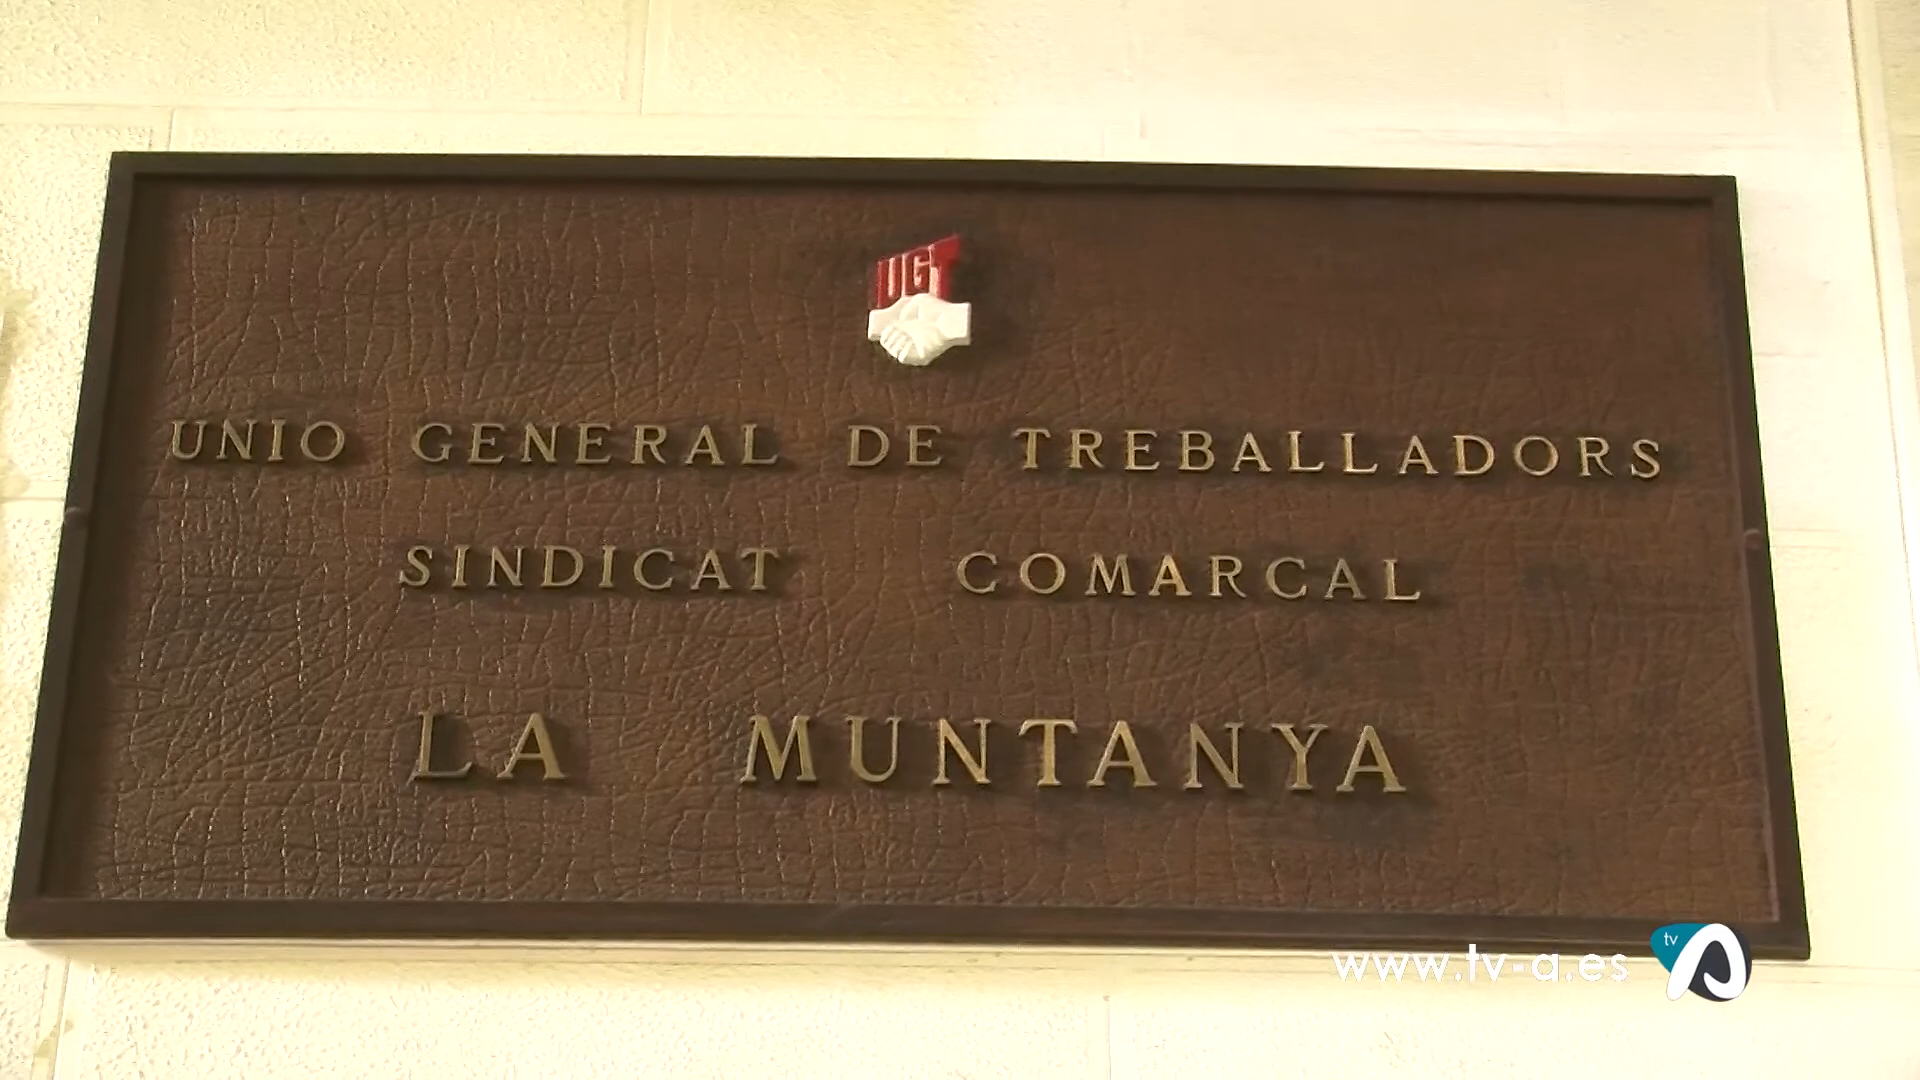 UGT
UNIO GENERAL DE TREBALLADORS
SINDICAT COMARCAL
LA MUNTANYA
www.tv-a.es
tv